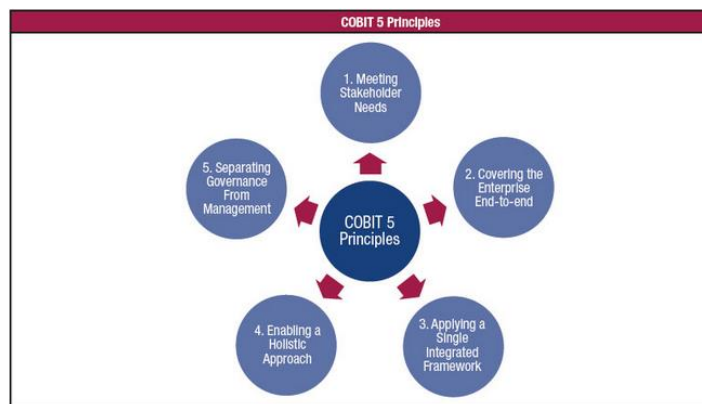 COBIT 5 Principles
1. Meeting
Stakeholder
Needs
2. Covering the
Enterprise
End-to-end
3. Applying a
Single
Integrated
Framework
4. Enabling a
Holistic
Approach
5. Separating
Governance
From
Management
COBIT 5
Principles